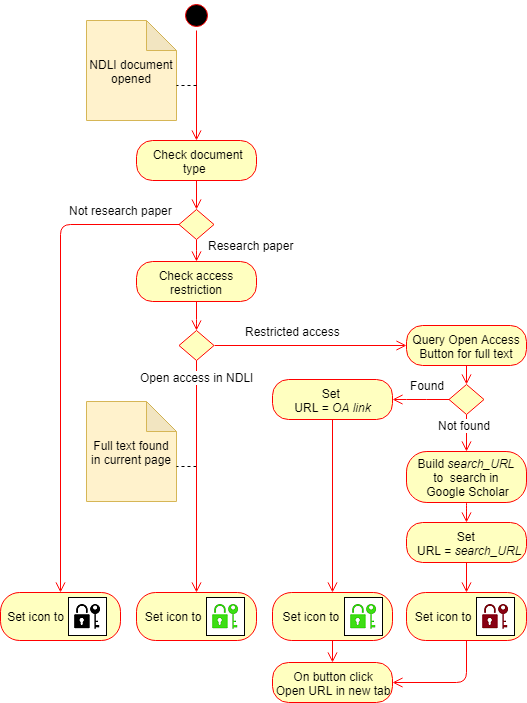 NDLI document
opened
Check document
type
Not research paper
Research paper
Check access
restriction
Restricted access
Query Open Access
Button for full text
Open access in NDLI
Found
Set
URL = OA link
Not found
Full text found
in current page
Build search_URL
to search in
Google Scholar
Set
URL = search_URL
Set icon to
Set icon to
Set icon to
Set icon to
On button click
Open URL in new tab